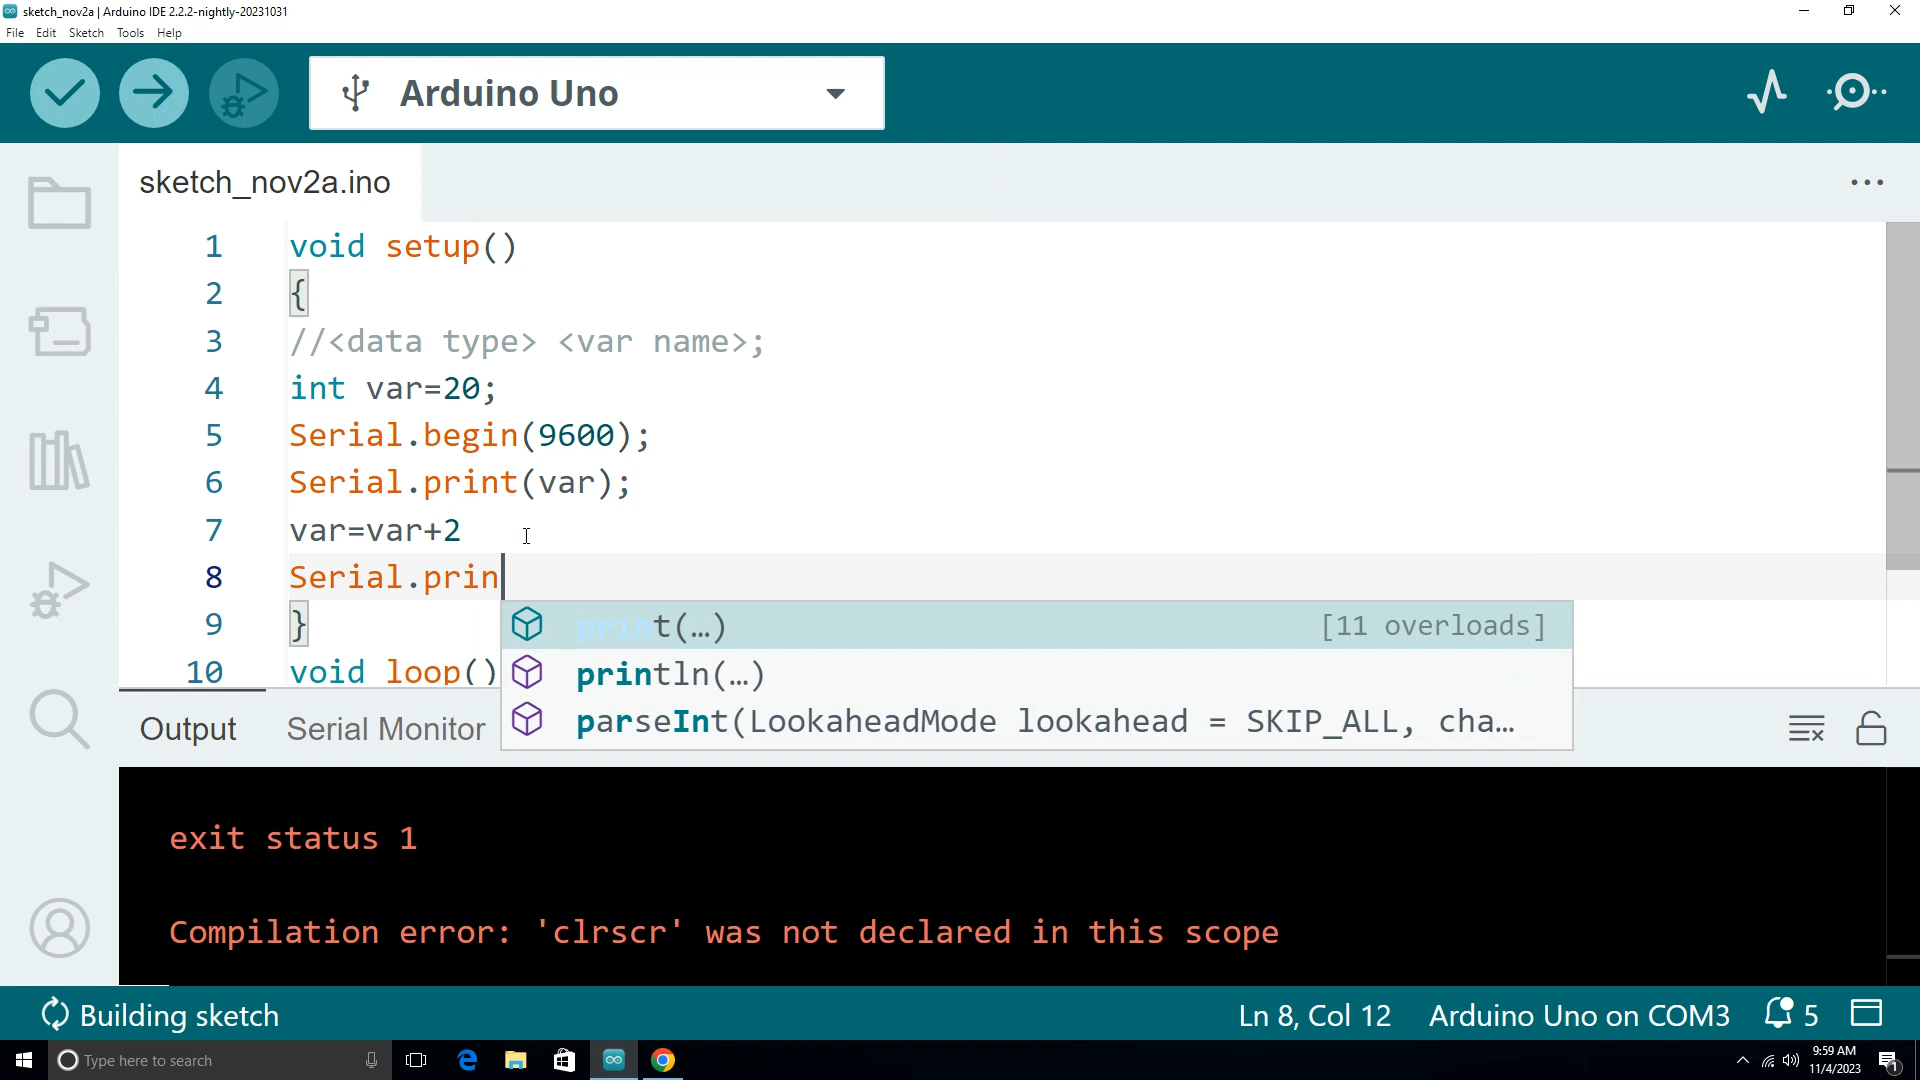 sketch_nov2a | Arduino IDE 2.2.2-nightly-20231031
File Edit Sketch Tools Help
Arduino Uno
sketch_nov2a.ino
1 void setup()
2 {
3 //<data type> <var name>;
4 int var=20;
5 Serial.begin(9600);
6 Serial.print(var);
7 var=var+2
8 Serial.prin
9 }
print(…) [11 overloads]
10 void loop()
println(…)
parseInt(LookaheadMode lookahead = SKIP_ALL, cha…
Output Serial Monitor
exit status 1
Compilation error: 'clrscr' was not declared in this scope
Building sketch Ln 8, Col 12 Arduino Uno on COM3 5
Type here to search
9:59 AM
11/4/2023
1